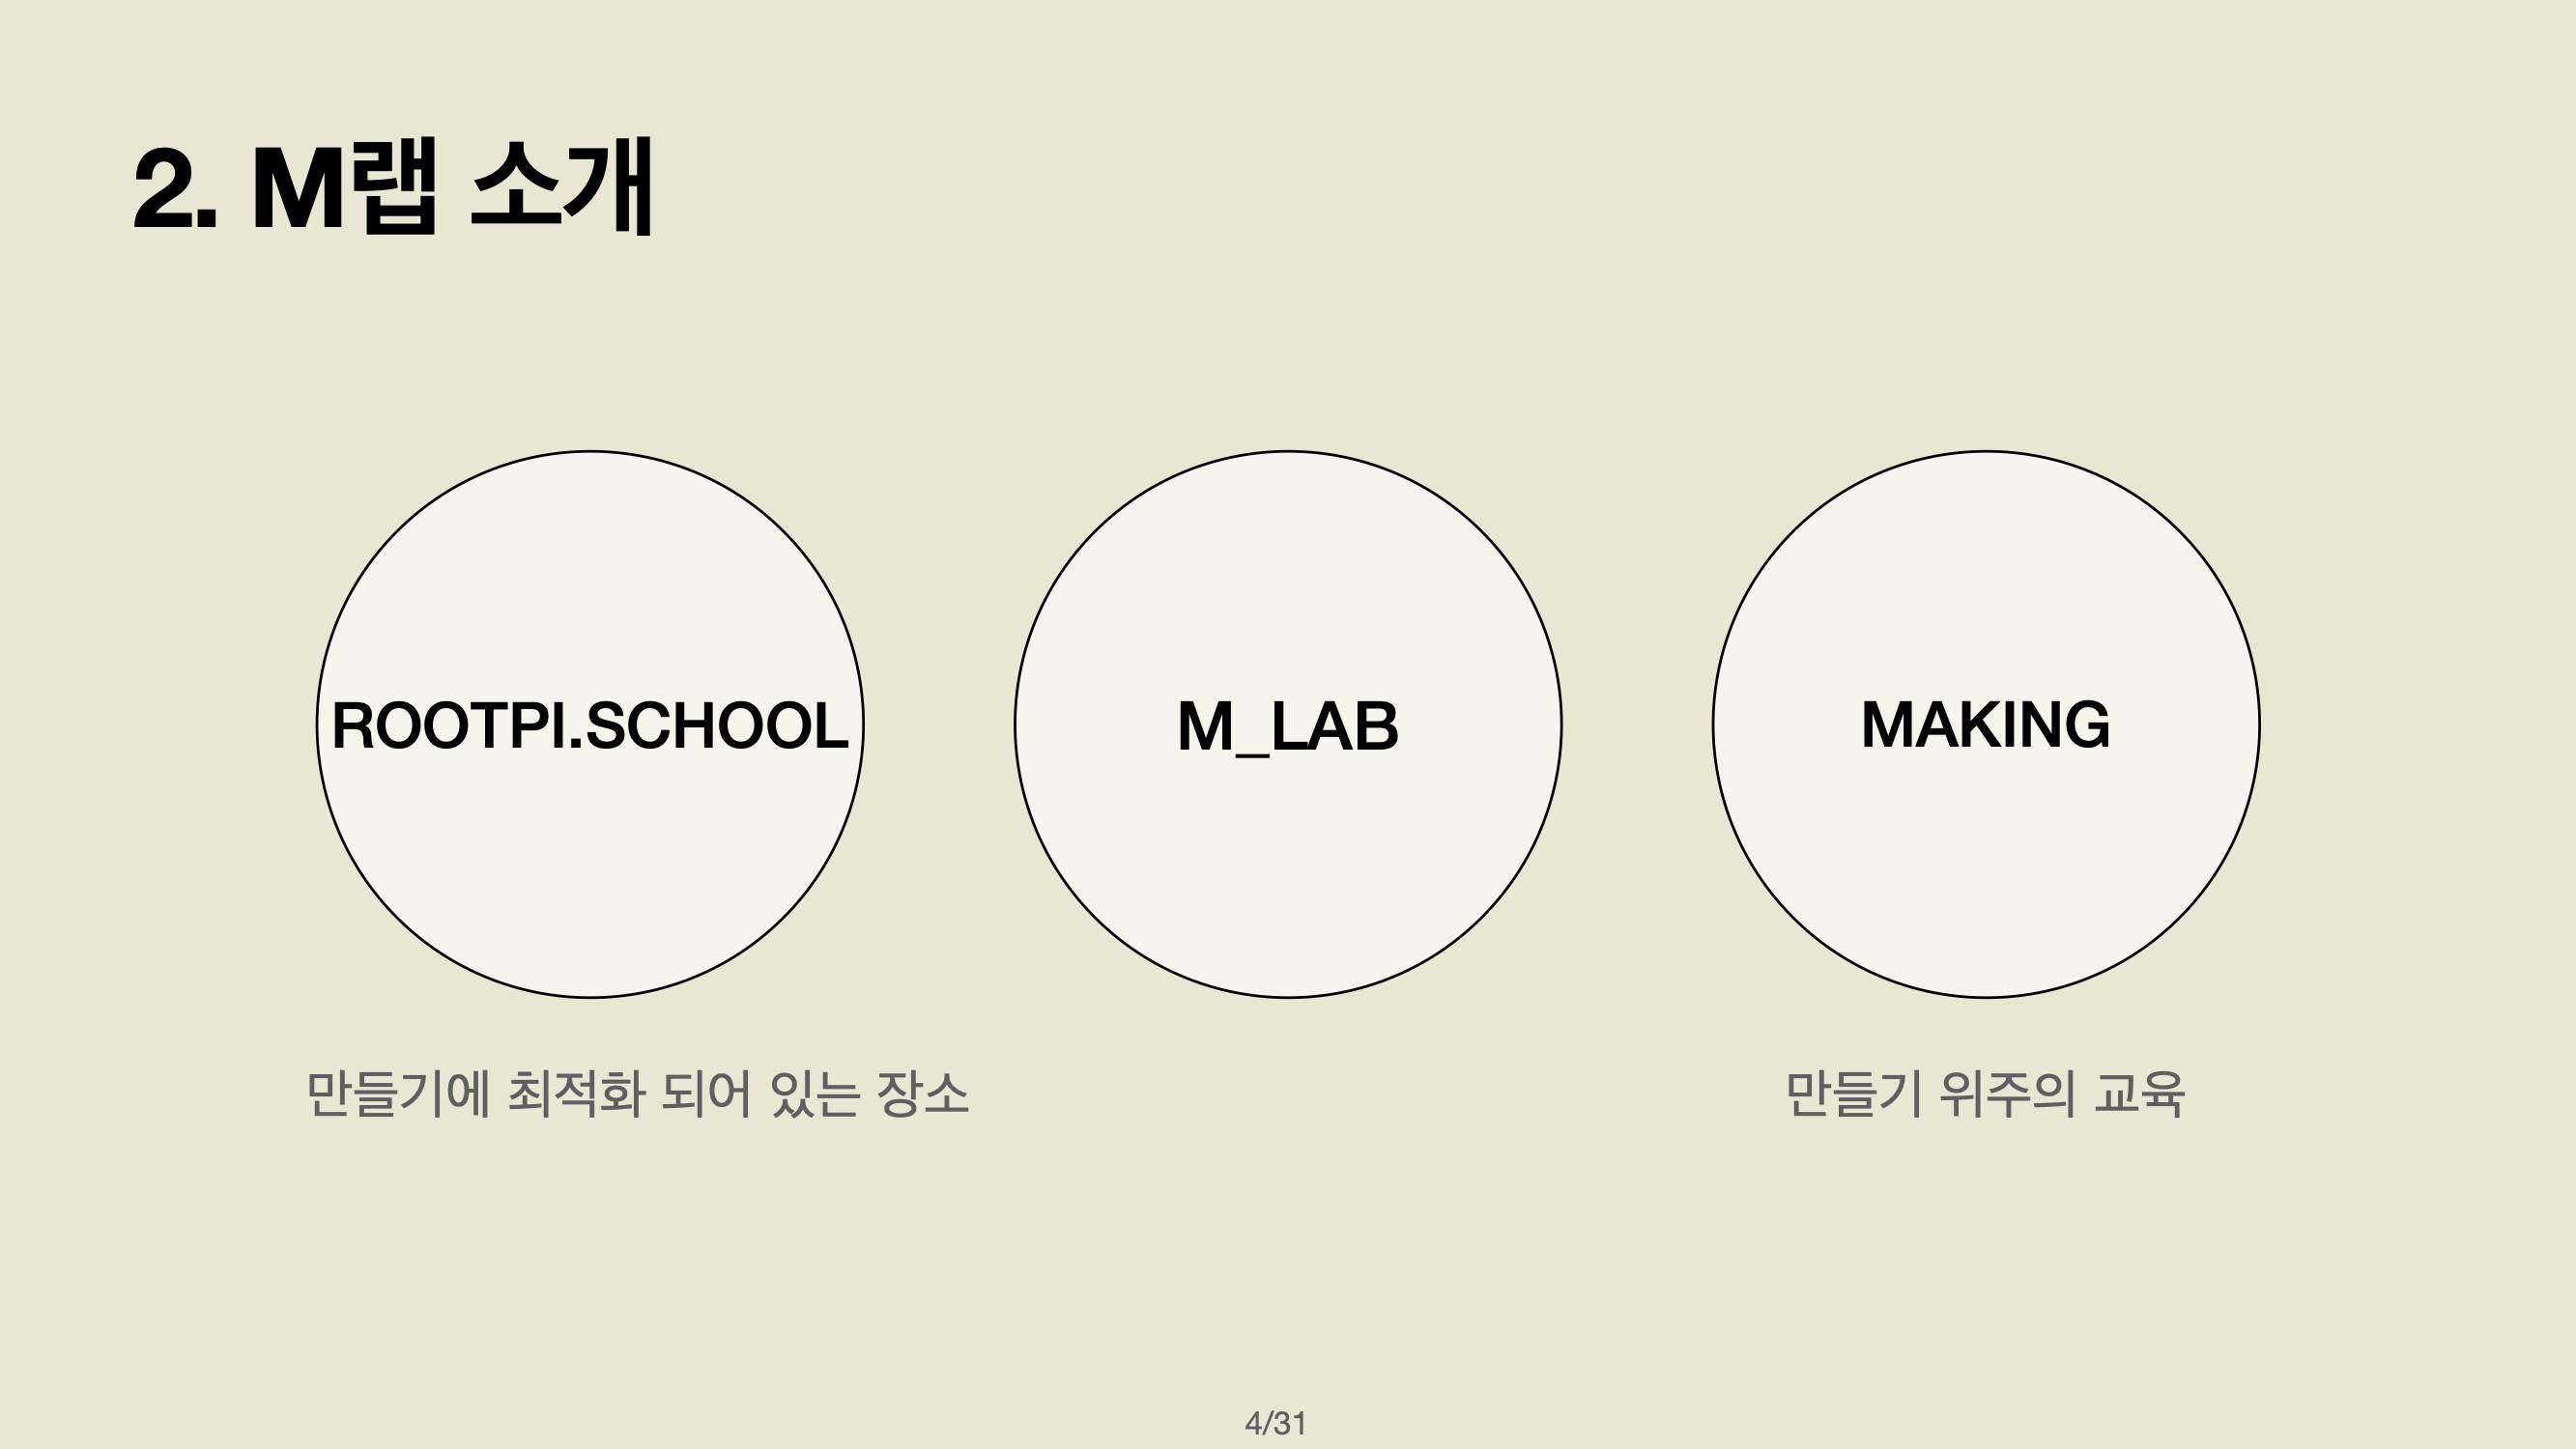 2. M랩 소개
ROOTPI.SCHOOL
M_LAB
MAKING
만들기에 최적화 되어 있는 장소
만들기 위주의 교육
4/31